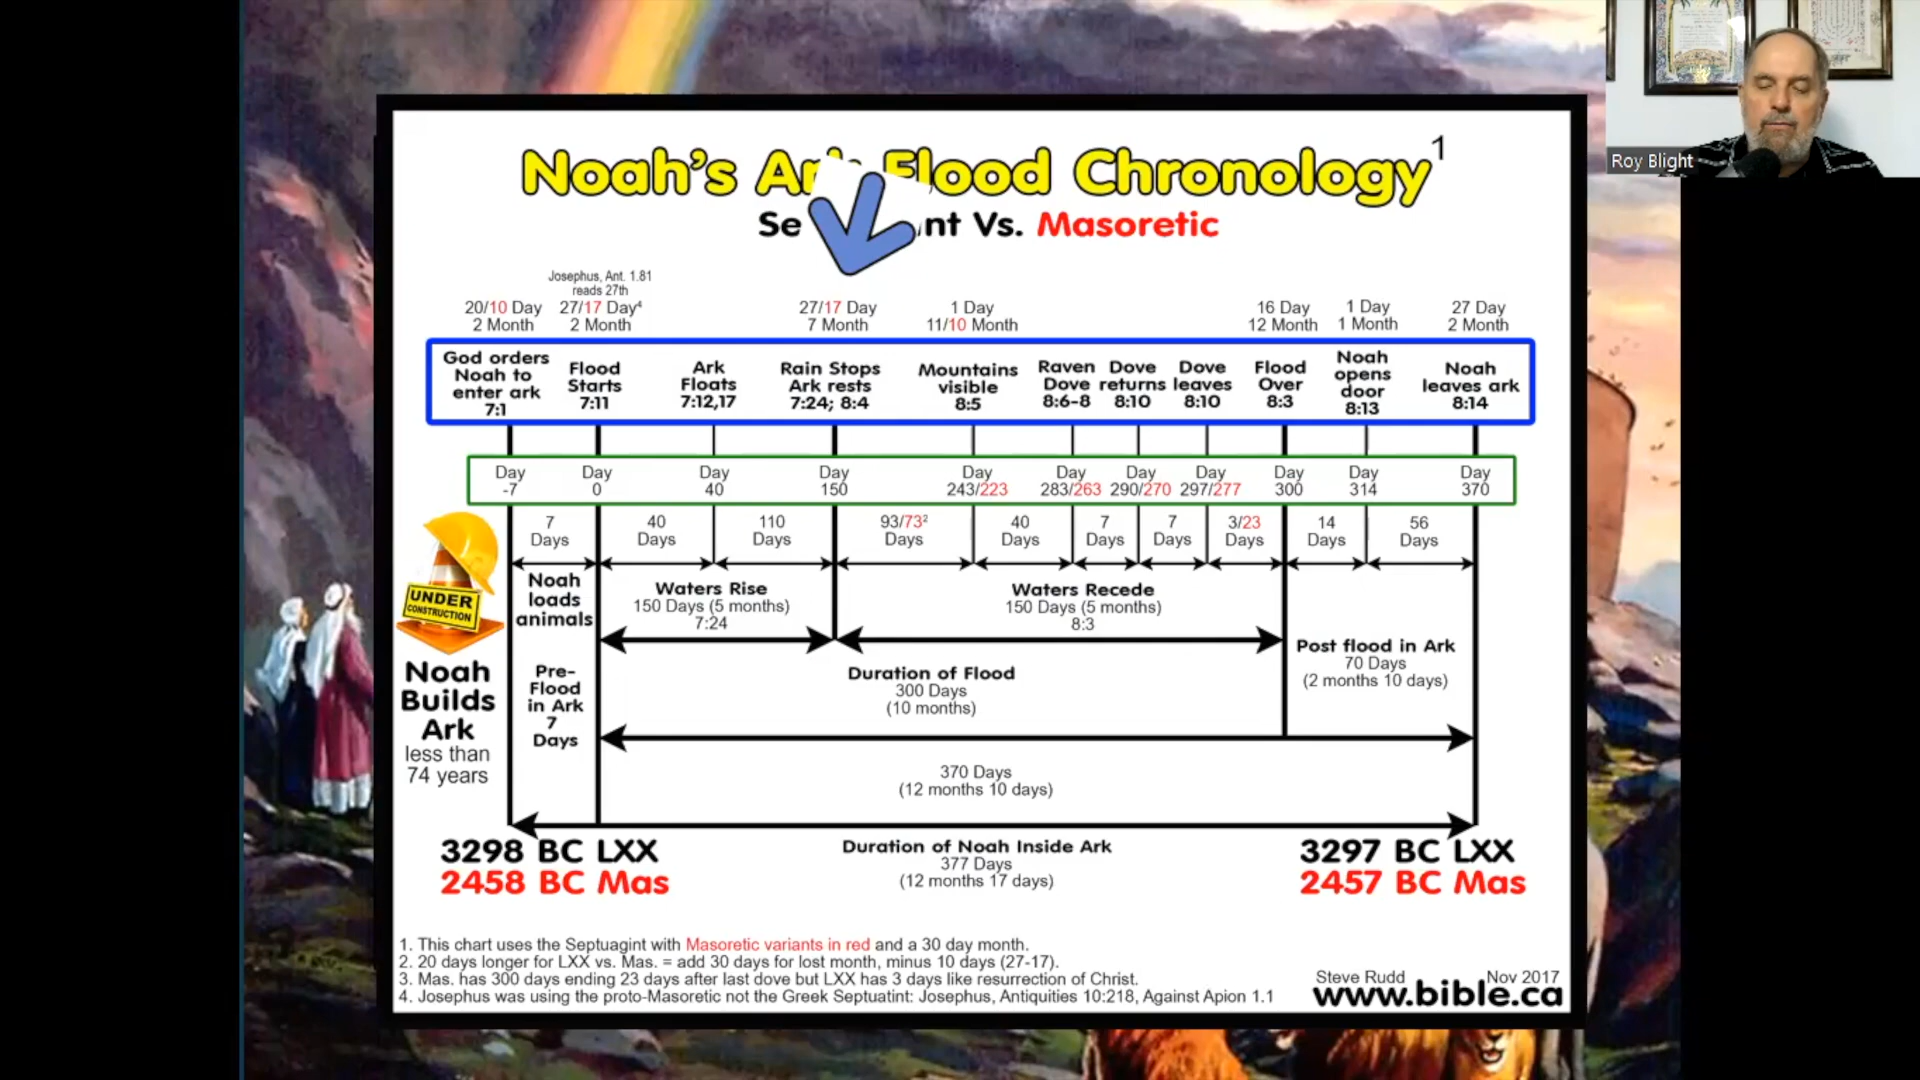 Roy Blight
Noah's Ark Flood Chronology 1
Se nt Vs. Masoretic
Josephus, Ant. 1.81
reads 27th
20/10 Day
2 Month
27/17 Day4
2 Month
27/17 Day
7 Month
1 Day
11/10 Month
16 Day
12 Month
1 Day
1 Month
27 Day
2 Month
God orders
Noah to
enter ark
7:1
Flood
Starts
7:11
Ark
Floats
7:12,17
Rain Stops
Ark rests
7:24; 8:4
Mountains
visible
8:5
Raven
Dove
8:6-8
Dove
returns
8:10
Dove
leaves
8:10
Flood
Over
8:3
Noah
opens
door
8:13
Noah
leaves ark
8:14
Day
-7
Day
0
Day
40
Day
150
Day
243/223
Day
283/263
Day
290/270
Day
297/277
Day
300
Day
314
Day
370
7
Days
40
Days
110
Days
93/73²
Days
40
Days
7
Days
7
Days
3/23
Days
14
Days
56
Days
UNDER
CONSTRUCTION
Noah
Builds
Ark
less than
74 years
Noah
loads
animals
Pre-
Flood
in Ark
7
Days
Waters Rise
150 Days (5 months)
7:24
Waters Recede
150 Days (5 months)
8:3
Duration of Flood
300 Days
(10 months)
Post flood in Ark
70 Days
(2 months 10 days)
370 Days
(12 months 10 days)
3298 BC LXX
2458 BC Mas
Duration of Noah Inside Ark
377 Days
(12 months 17 days)
3297 BC LXX
2457 BC Mas
1. This chart uses the Septuagint with Masoretic variants in red and a 30 day month.
2. 20 days longer for LXX vs. Mas. = add 30 days for lost month, minus 10 days (27-17).
3. Mas. has 300 days ending 23 days after last dove but LXX has 3 days like resurrection of Christ.
4. Josephus was using the proto-Masoretic not the Greek Septuatint: Josephus, Antiquities 10:218, Against Apion 1.1
Steve Rudd Nov 2017
www.bible.ca